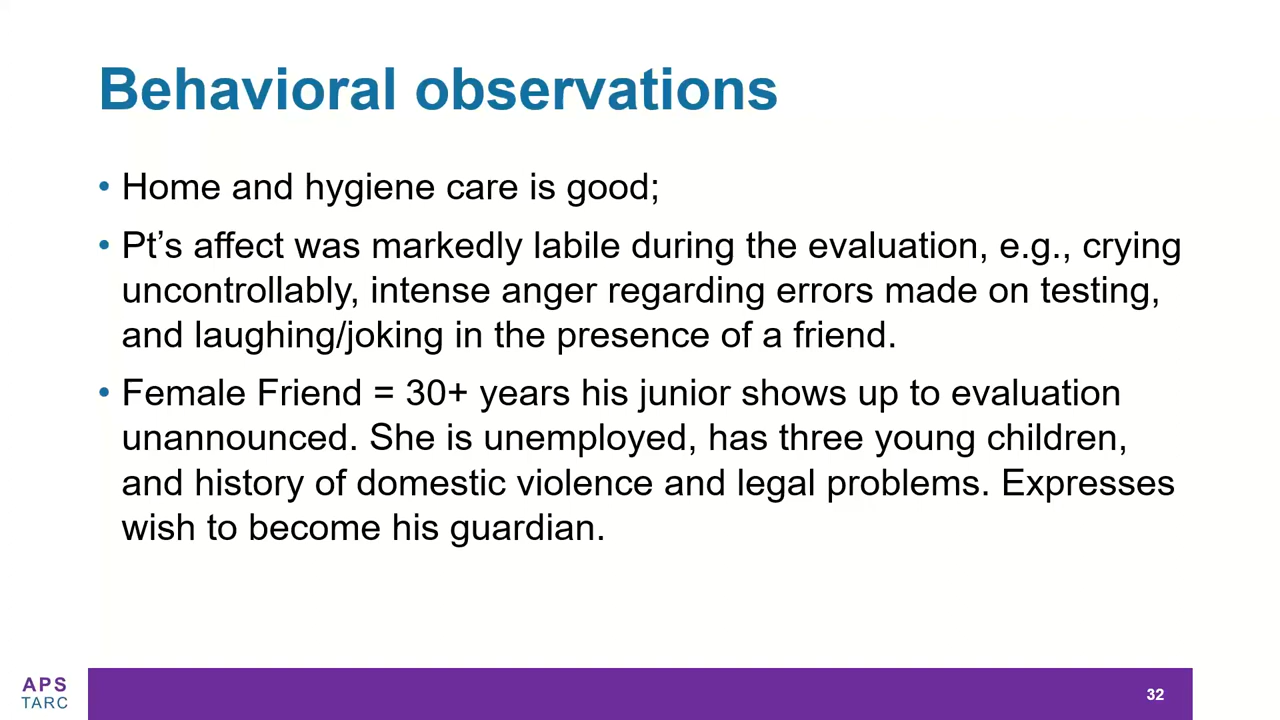 Behavioral observations
• Home and hygiene care is good;
• Pt’s affect was markedly labile during the evaluation, e.g., crying
uncontrollably, intense anger regarding errors made on testing,
and laughing/joking in the presence of a friend.
• Female Friend = 30+ years his junior shows up to evaluation
unannounced. She is unemployed, has three young children,
and history of domestic violence and legal problems. Expresses
wish to become his guardian.
APS
TARC
32